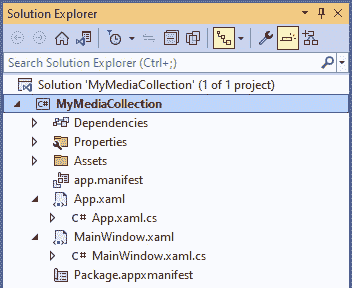 Solution Explorer
Search Solution Explorer (Ctrl+;)
Solution 'MyMediaCollection' (1 of 1 project)
C# MyMediaCollection
Dependencies
Properties
Assets
app.manifest
App.xaml
C# App.xaml.cs
MainWindow.xaml
C# MainWindow.xaml.cs
Package.appxmanifest